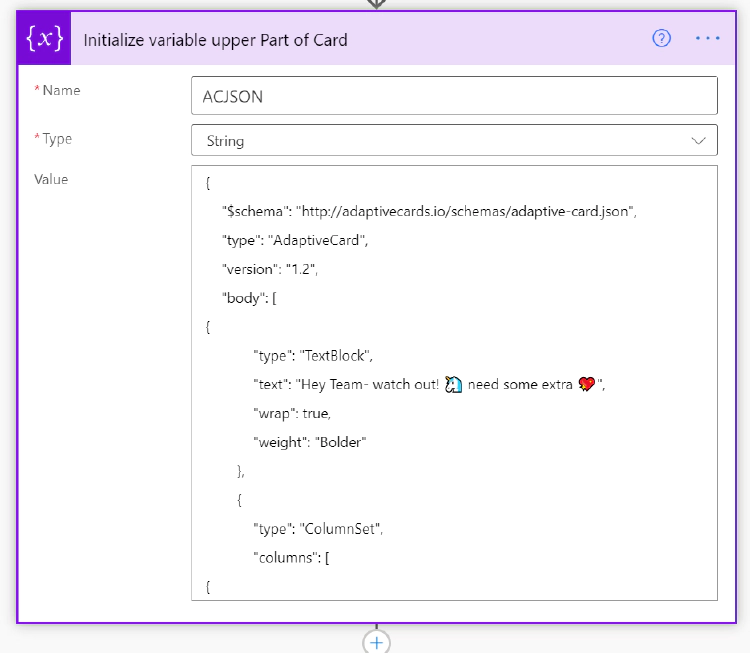 {x} Initialize variable upper Part of Card ? ···
* Name ACJSON
* Type String
Value {
"$schema": "http://adaptivecards.io/schemas/adaptive-card.json",
"type": "AdaptiveCard",
"version": "1.2",
"body": [
{
"type": "TextBlock",
"text": "Hey Team- watch out! 🦄 need some extra 💖",
"wrap": true,
"weight": "Bolder"
},
{
"type": "ColumnSet",
"columns": [
{